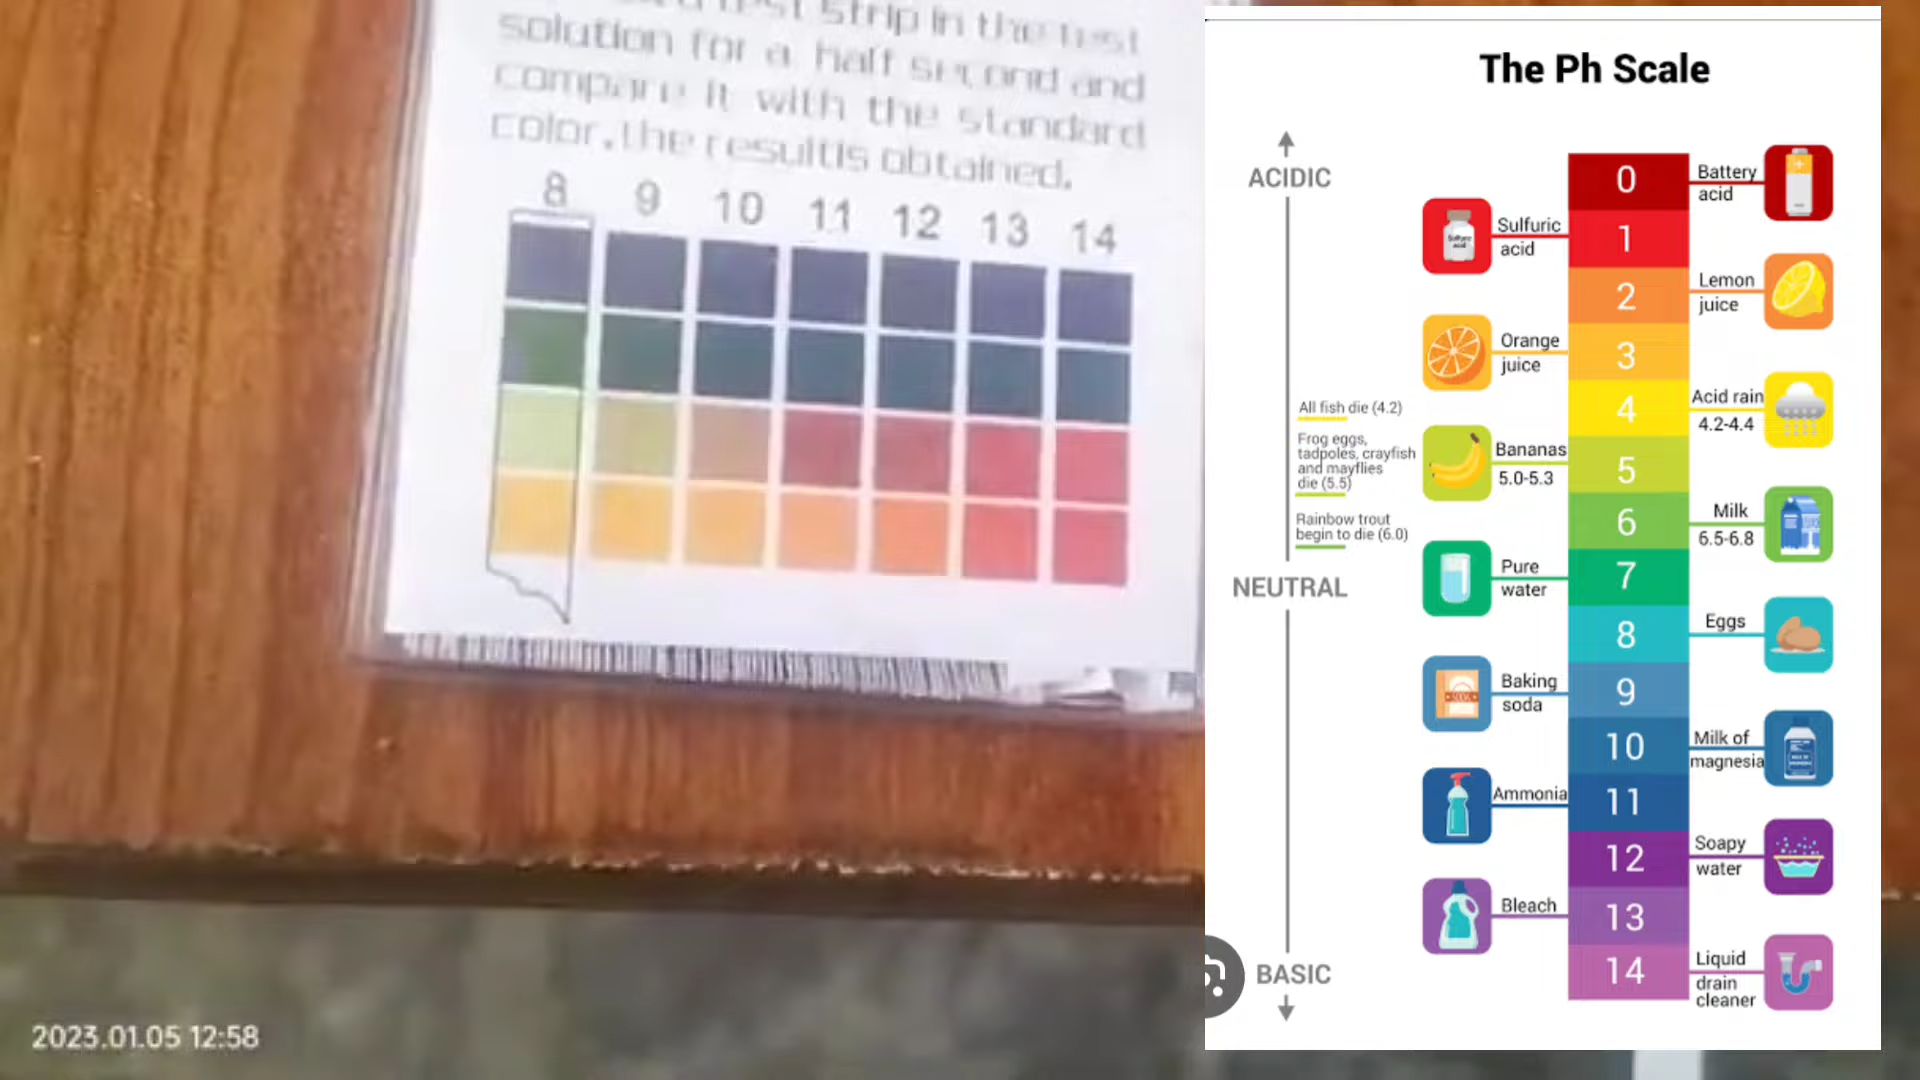 test strip in the test
solution for a half second and
compare it with the standard
color.the resultis obtained.
8 9 10 11 12 13 14
2023.01.05 12:58
The Ph Scale
ACIDIC
NEUTRAL
BASIC
All fish die (4.2)
Frog eggs,
tadpoles, crayfish
and mayflies
die (5.5)
Rainbow trout
begin to die (6.0)
0
Battery
acid
Sulfuric
acid
1
2
Lemon
juice
Orange
juice
3
4
Acid rain
4.2-4.4
Bananas
5.0-5.3
5
6
Milk
6.5-6.8
Pure
water
7
8
Eggs
Baking
soda
9
10
Milk of
magnesia
Ammonia
11
12
Soapy
water
Bleach
13
14
Liquid
drain
cleaner